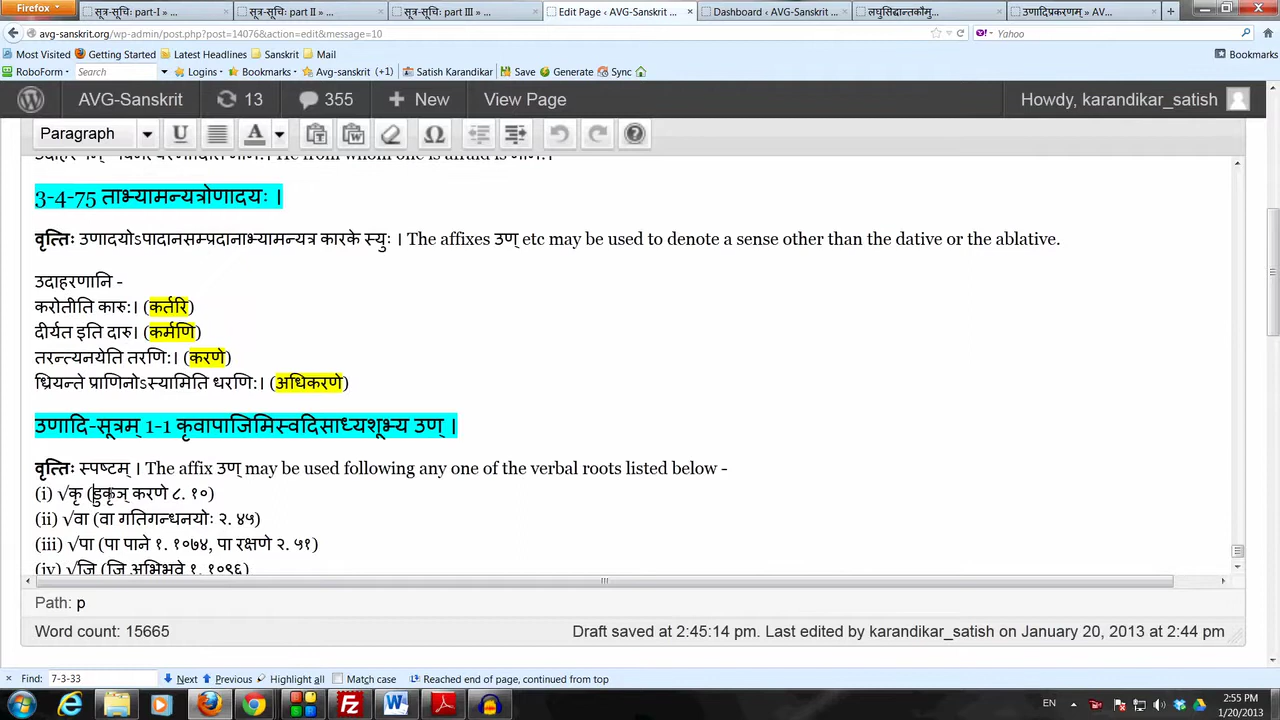 Firefox
सूत्र-सूचिः part-I » ...
सूत्र-सूचिः part II » ...
सूत्र-सूचिः part III » ...
Edit Page ‹ AVG-Sanskrit ...
Dashboard ‹ AVG-Sanskrit ...
लघुसिद्धान्तकौमु...
उणादिप्रकरणम् » AV...
avg-sanskrit.org/wp-admin/post.php?post=14076&action=edit&message=10
Yahoo
Most Visited Getting Started Latest Headlines Sanskrit Mail Bookmarks
RoboForm Search Logins Bookmarks Avg-sanskrit (+1) Satish Karandikar Save Generate Sync
AVG-Sanskrit 13 355 + New View Page Howdy, karandikar_satish
Paragraph
3-4-75 ताभ्यामन्यत्रोणादयः ।
वृत्तिः उणादयोऽपादानसम्प्रदानाभ्यामन्यत्र कारके स्युः । The affixes उण् etc may be used to denote a sense other than the dative or the ablative.
उदाहरणानि -
करोतीति कारु:। (कर्तरि)
दीर्यत इति दारु। (कर्मणि)
तरन्त्यनयेति तरणि:। (करणे)
ध्रियन्ते प्राणिनोऽस्यामिति धरणि:। (अधिकरणे)
उणादि-सूत्रम् 1-1 कृवापाजिमिस्वदिसाध्यशूभ्य उण् ।
वृत्तिः स्पष्टम् । The affix उण् may be used following any one of the verbal roots listed below -
(i) √कृ (डुकृञ् करणे ८. १०)
(ii) √वा (वा गतिगन्धनयोः २. ४५)
(iii) √पा (पा पाने १. १०७४, पा रक्षणे २. ५१)
(iv) √जि (जि अभिभवे १. १०९६)
Path: p
Word count: 15665 Draft saved at 2:45:14 pm. Last edited by karandikar_satish on January 20, 2013 at 2:44 pm
Find: 7-3-33 Next Previous Highlight all Match case Reached end of page, continued from top
EN 2:55 PM
1/20/2013